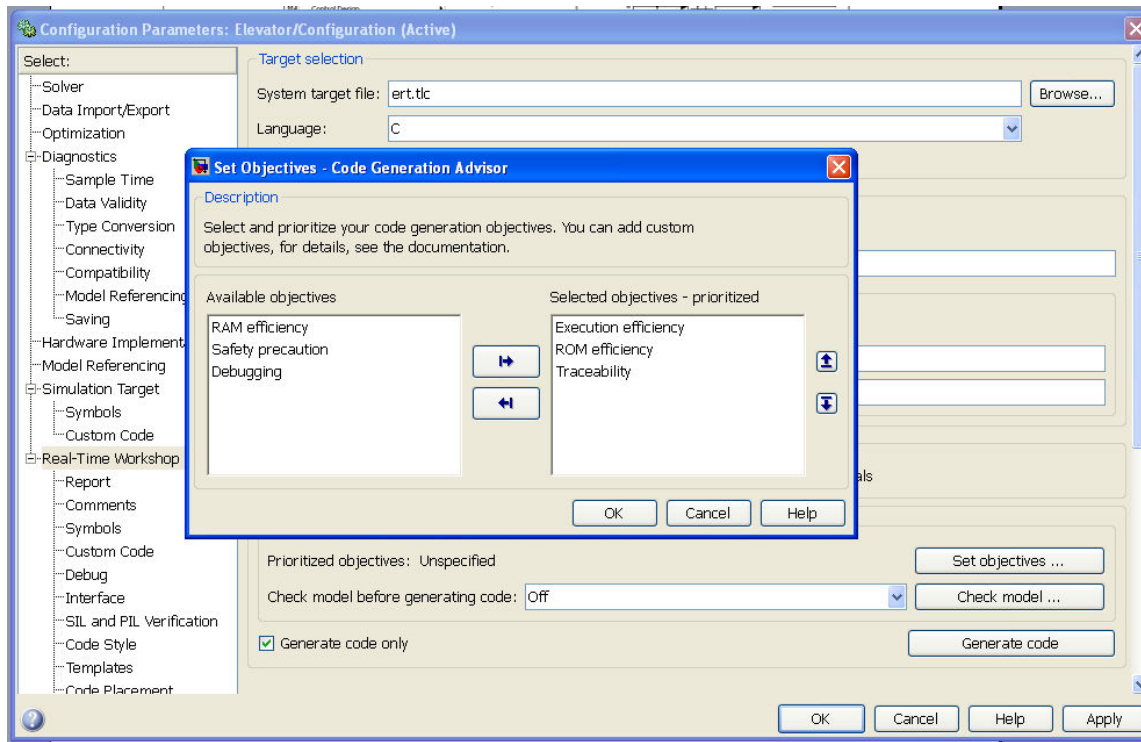 Control Design
Configuration Parameters: Elevator/Configuration (Active)
Select:
Solver
Data Import/Export
Optimization
Diagnostics
Sample Time
Data Validity
Type Conversion
Connectivity
Compatibility
Model Referencing
Saving
Hardware Implement
Model Referencing
Simulation Target
Symbols
Custom Code
Real-Time Workshop
Report
Comments
Symbols
Custom Code
Debug
Interface
SIL and PIL Verification
Code Style
Templates
Code Placement
Target selection
System target file: ert.tlc Browse...
Language: C
Set Objectives - Code Generation Advisor
Description
Select and prioritize your code generation objectives. You can add custom
objectives, for details, see the documentation.
Available objectives
RAM efficiency
Safety precaution
Debugging
Selected objectives - prioritized
Execution efficiency
ROM efficiency
Traceability
OK Cancel Help
als
Prioritized objectives: Unspecified Set objectives ...
Check model before generating code: Off Check model ...
Generate code only Generate code
OK Cancel Help Apply